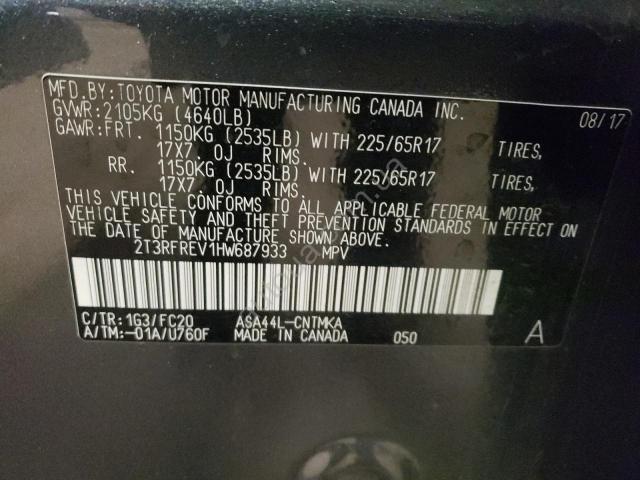 MFD.BY:TOYOTA MOTOR MANUFACTURING CANADA INC. 08/17
GVWR:2105KG (4640LB)
GAWR:FRT. 1150KG (2535LB) WITH 225/65R17 TIRES,
17X7.0J RIMS.
RR. 1150KG (2535LB) WITH 225/65R17 TIRES,
17X7.0J RIMS.
THIS VEHICLE CONFORMS TO ALL APPLICABLE FEDERAL MOTOR
VEHICLE SAFETY AND THEFT PREVENTION STANDARDS IN EFFECT ON
THE DATE OF MANUFACTURE SHOWN ABOVE.
2T3RFREV1HW687933 MPV
C/TR:1G3/FC20 ASA44L-CNTMKA
A/TM:-01A/U760F MADE IN CANADA 050 A